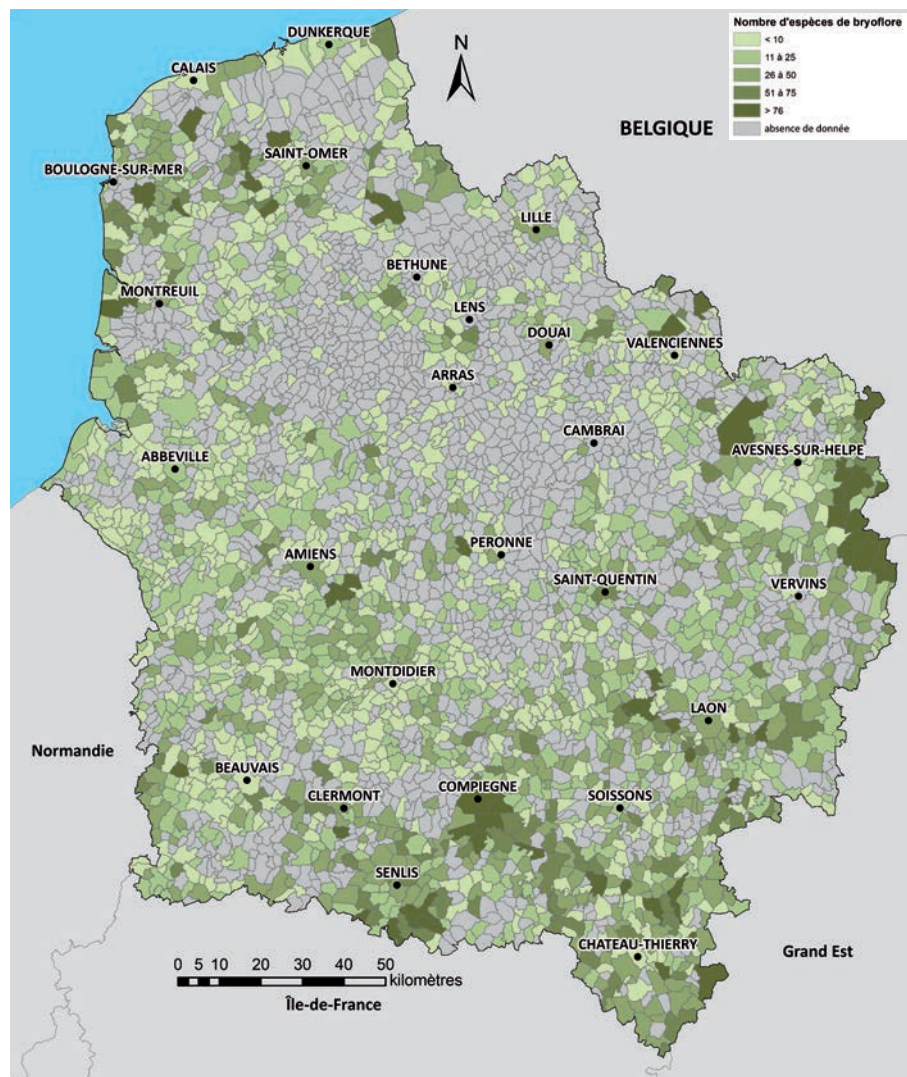 Nombre d'espèces de bryoflore
< 10
11 à 25
26 à 50
51 à 75
> 76
absence de donnée
N
DUNKERQUE
CALAIS
BELGIQUE
SAINT-OMER
BOULOGNE-SUR-MER
LILLE
BETHUNE
MONTREUIL
LENS
DOUAI
VALENCIENNES
ARRAS
CAMBRAI
AVESNES-SUR-HELPE
ABBEVILLE
PERONNE
AMIENS
SAINT-QUENTIN
VERVINS
MONTDIDIER
LAON
Normandie
BEAUVAIS
CLERMONT
COMPIEGNE
SOISSONS
SENLIS
CHATEAU-THIERRY
Grand Est
0 5 10 20 30 40 50
kilomètres
Île-de-France